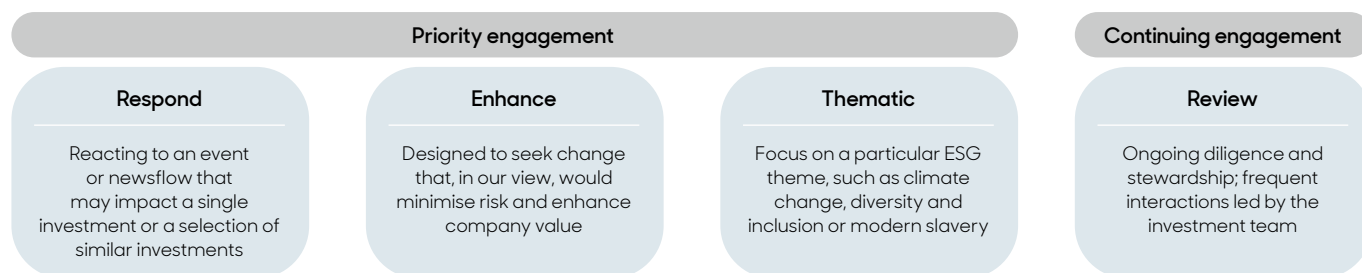 Priority engagement
Continuing engagement
Respond
Reacting to an event
or newsflow that
may impact a single
investment or a selection of
similar investments
Enhance
Designed to seek change
that, in our view, would
minimise risk and enhance
company value
Thematic
Focus on a particular ESG
theme, such as climate
change, diversity and
inclusion or modern slavery
Review
Ongoing diligence and
stewardship; frequent
interactions led by the
investment team